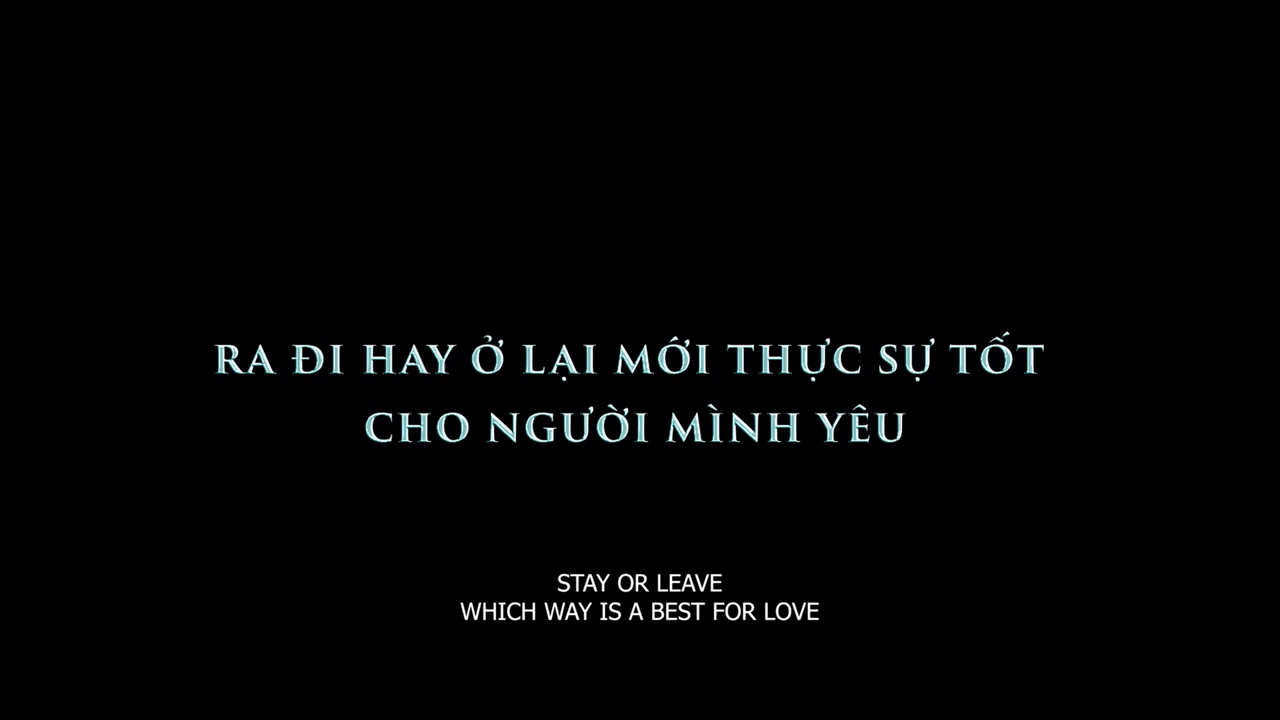 RA ĐI HAY Ở LẠI MỚI THỰC SỰ TỐT
CHO NGƯỜI MÌNH YÊU
STAY OR LEAVE
WHICH WAY IS A BEST FOR LOVE